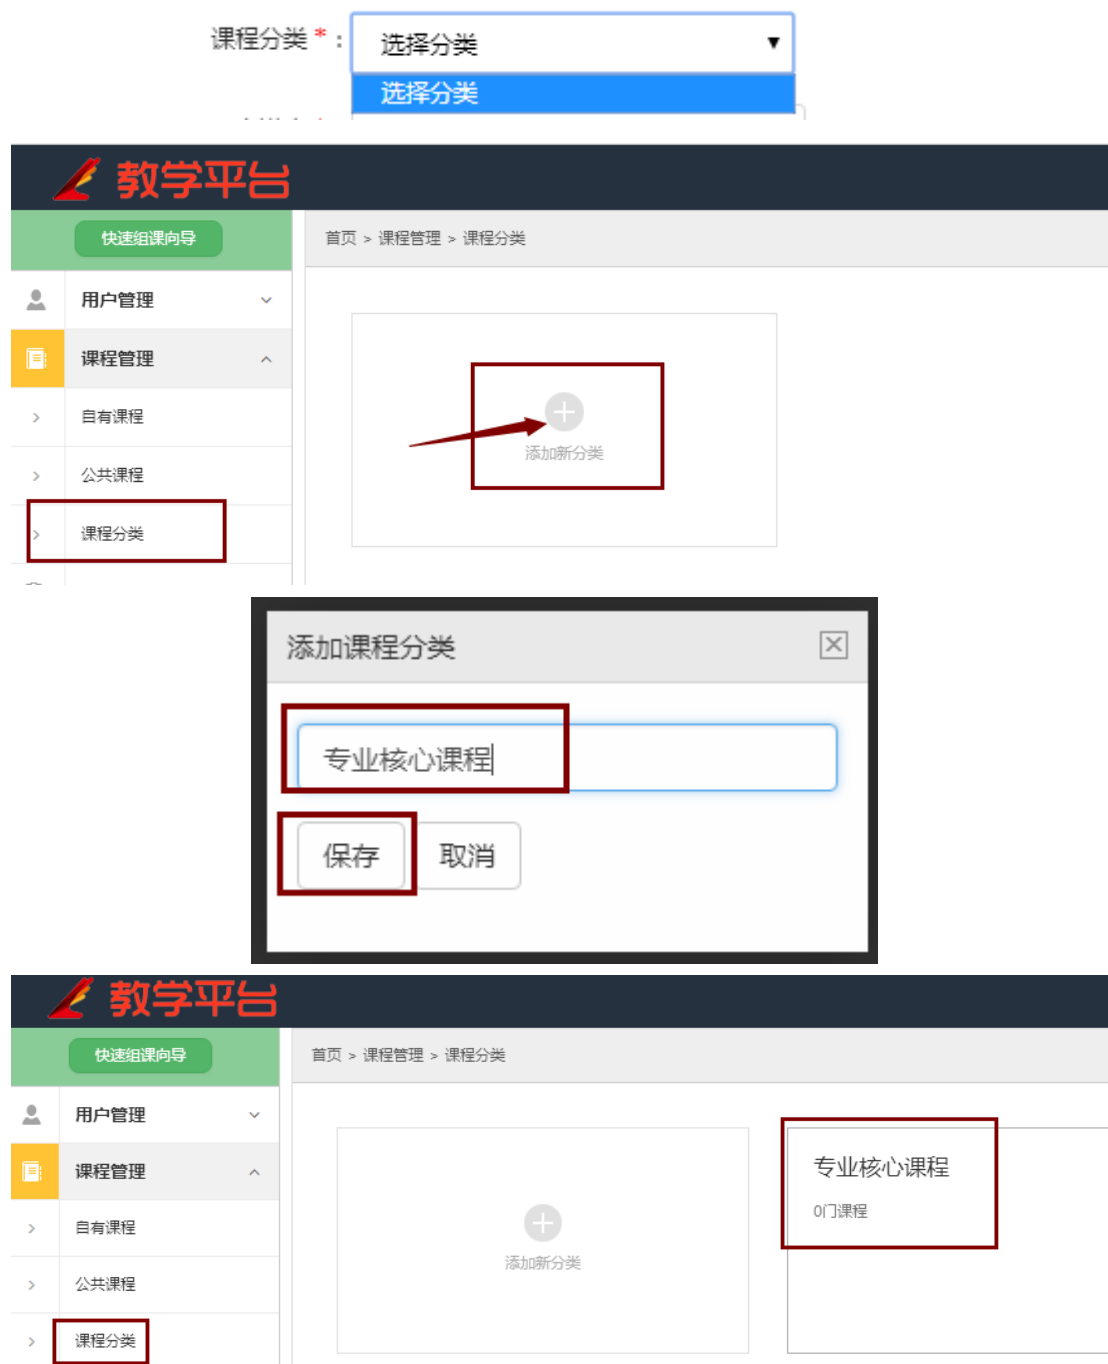 课程分类 * : 选择分类 ▼
选择分类
教学平台
快速组课向导
首页 > 课程管理 > 课程分类
用户管理
课程管理
自有课程
公共课程
课程分类
添加新分类
添加课程分类
专业核心课程
保存 取消
教学平台
快速组课向导
首页 > 课程管理 > 课程分类
用户管理
课程管理
自有课程
公共课程
课程分类
添加新分类
专业核心课程
0门课程